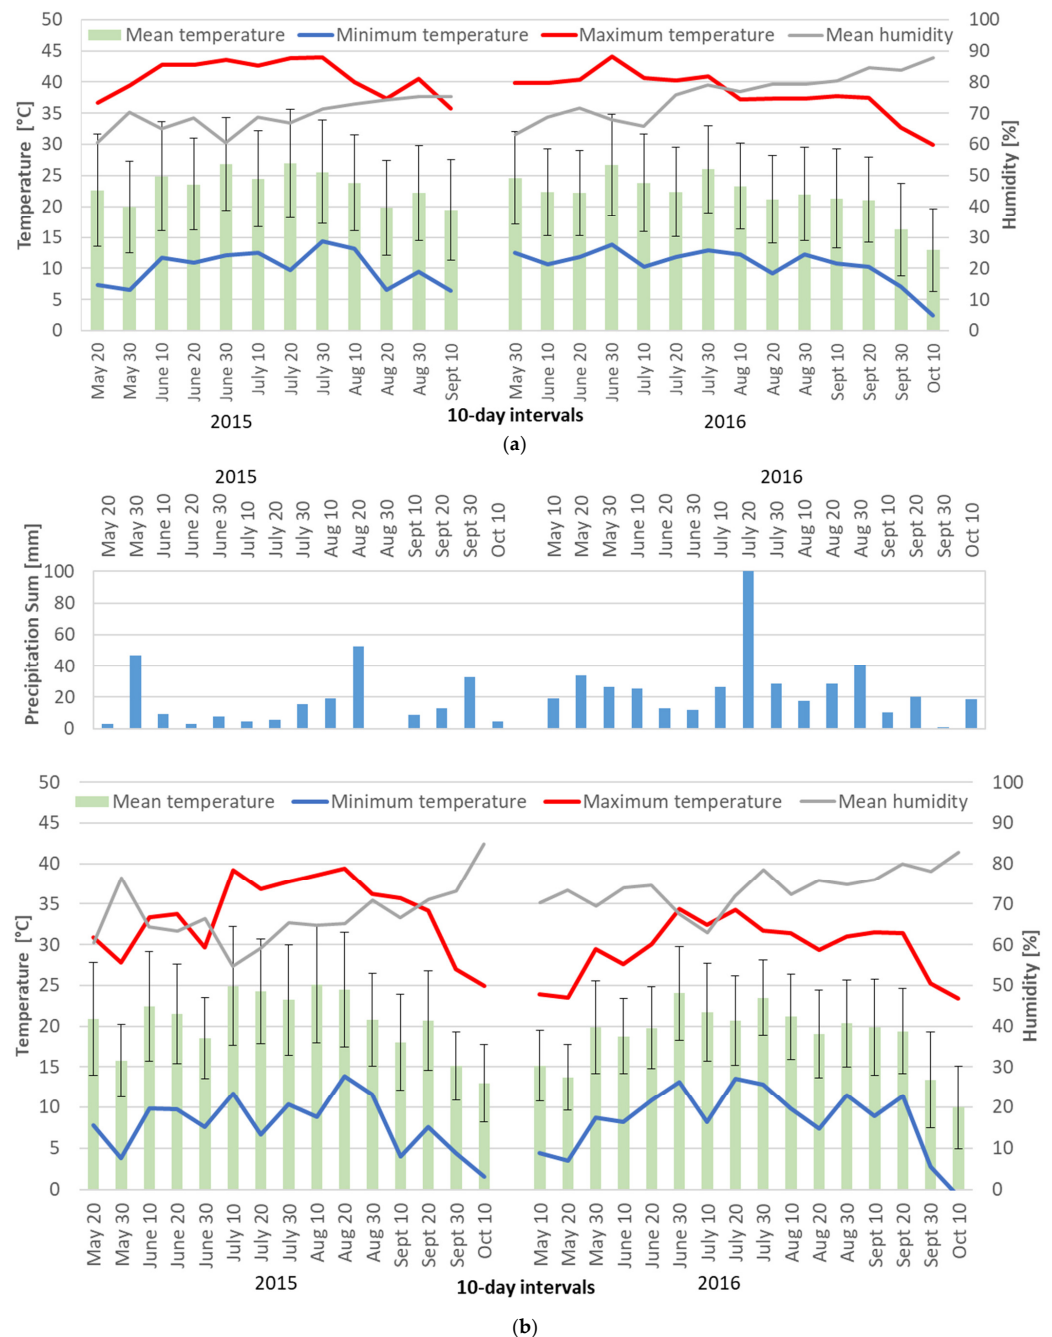 50 100
Mean temperature Minimum temperature Maximum temperature Mean humidity
45 90
40 80
35 70
30 60
25 50
20 40
15 30
10 20
5 10
0 0
Temperature [°C]
Humidity [%]
May 20 May 30 June 10 June 20 June 30 July 10 July 20 July 30 Aug 10 Aug 20 Aug 30 Sept 10 May 30 June 10 June 20 June 30 July 10 July 20 July 30 Aug 10 Aug 20 Aug 30 Sept 10 Sept 20 Sept 30 Oct 10
2015 10-day intervals 2016
(a)
2015 2016
May 20 May 30 June 10 June 20 June 30 July 10 July 20 July 30 Aug 10 Aug 20 Aug 30 Sept 10 Sept 20 Sept 30 Oct 10 May 10 May 20 May 30 June 10 June 20 June 30 July 10 July 20 July 30 Aug 10 Aug 20 Aug 30 Sept 10 Sept 20 Sept 30 Oct 10
Precipitation Sum [mm]
100
80
60
40
20
0
50 100
Mean temperature Minimum temperature Maximum temperature Mean humidity
45 90
40 80
35 70
30 60
25 50
20 40
15 30
10 20
5 10
0 0
Temperature [°C]
Humidity [%]
May 20 May 30 June 10 June 20 June 30 July 10 July 20 July 30 Aug 10 Aug 20 Aug 30 Sept 10 Sept 20 Sept 30 Oct 10 May 10 May 20 May 30 June 10 June 20 June 30 July 10 July 20 July 30 Aug 10 Aug 20 Aug 30 Sept 10 Sept 20 Sept 30 Oct 10
2015 10-day intervals 2016
(b)